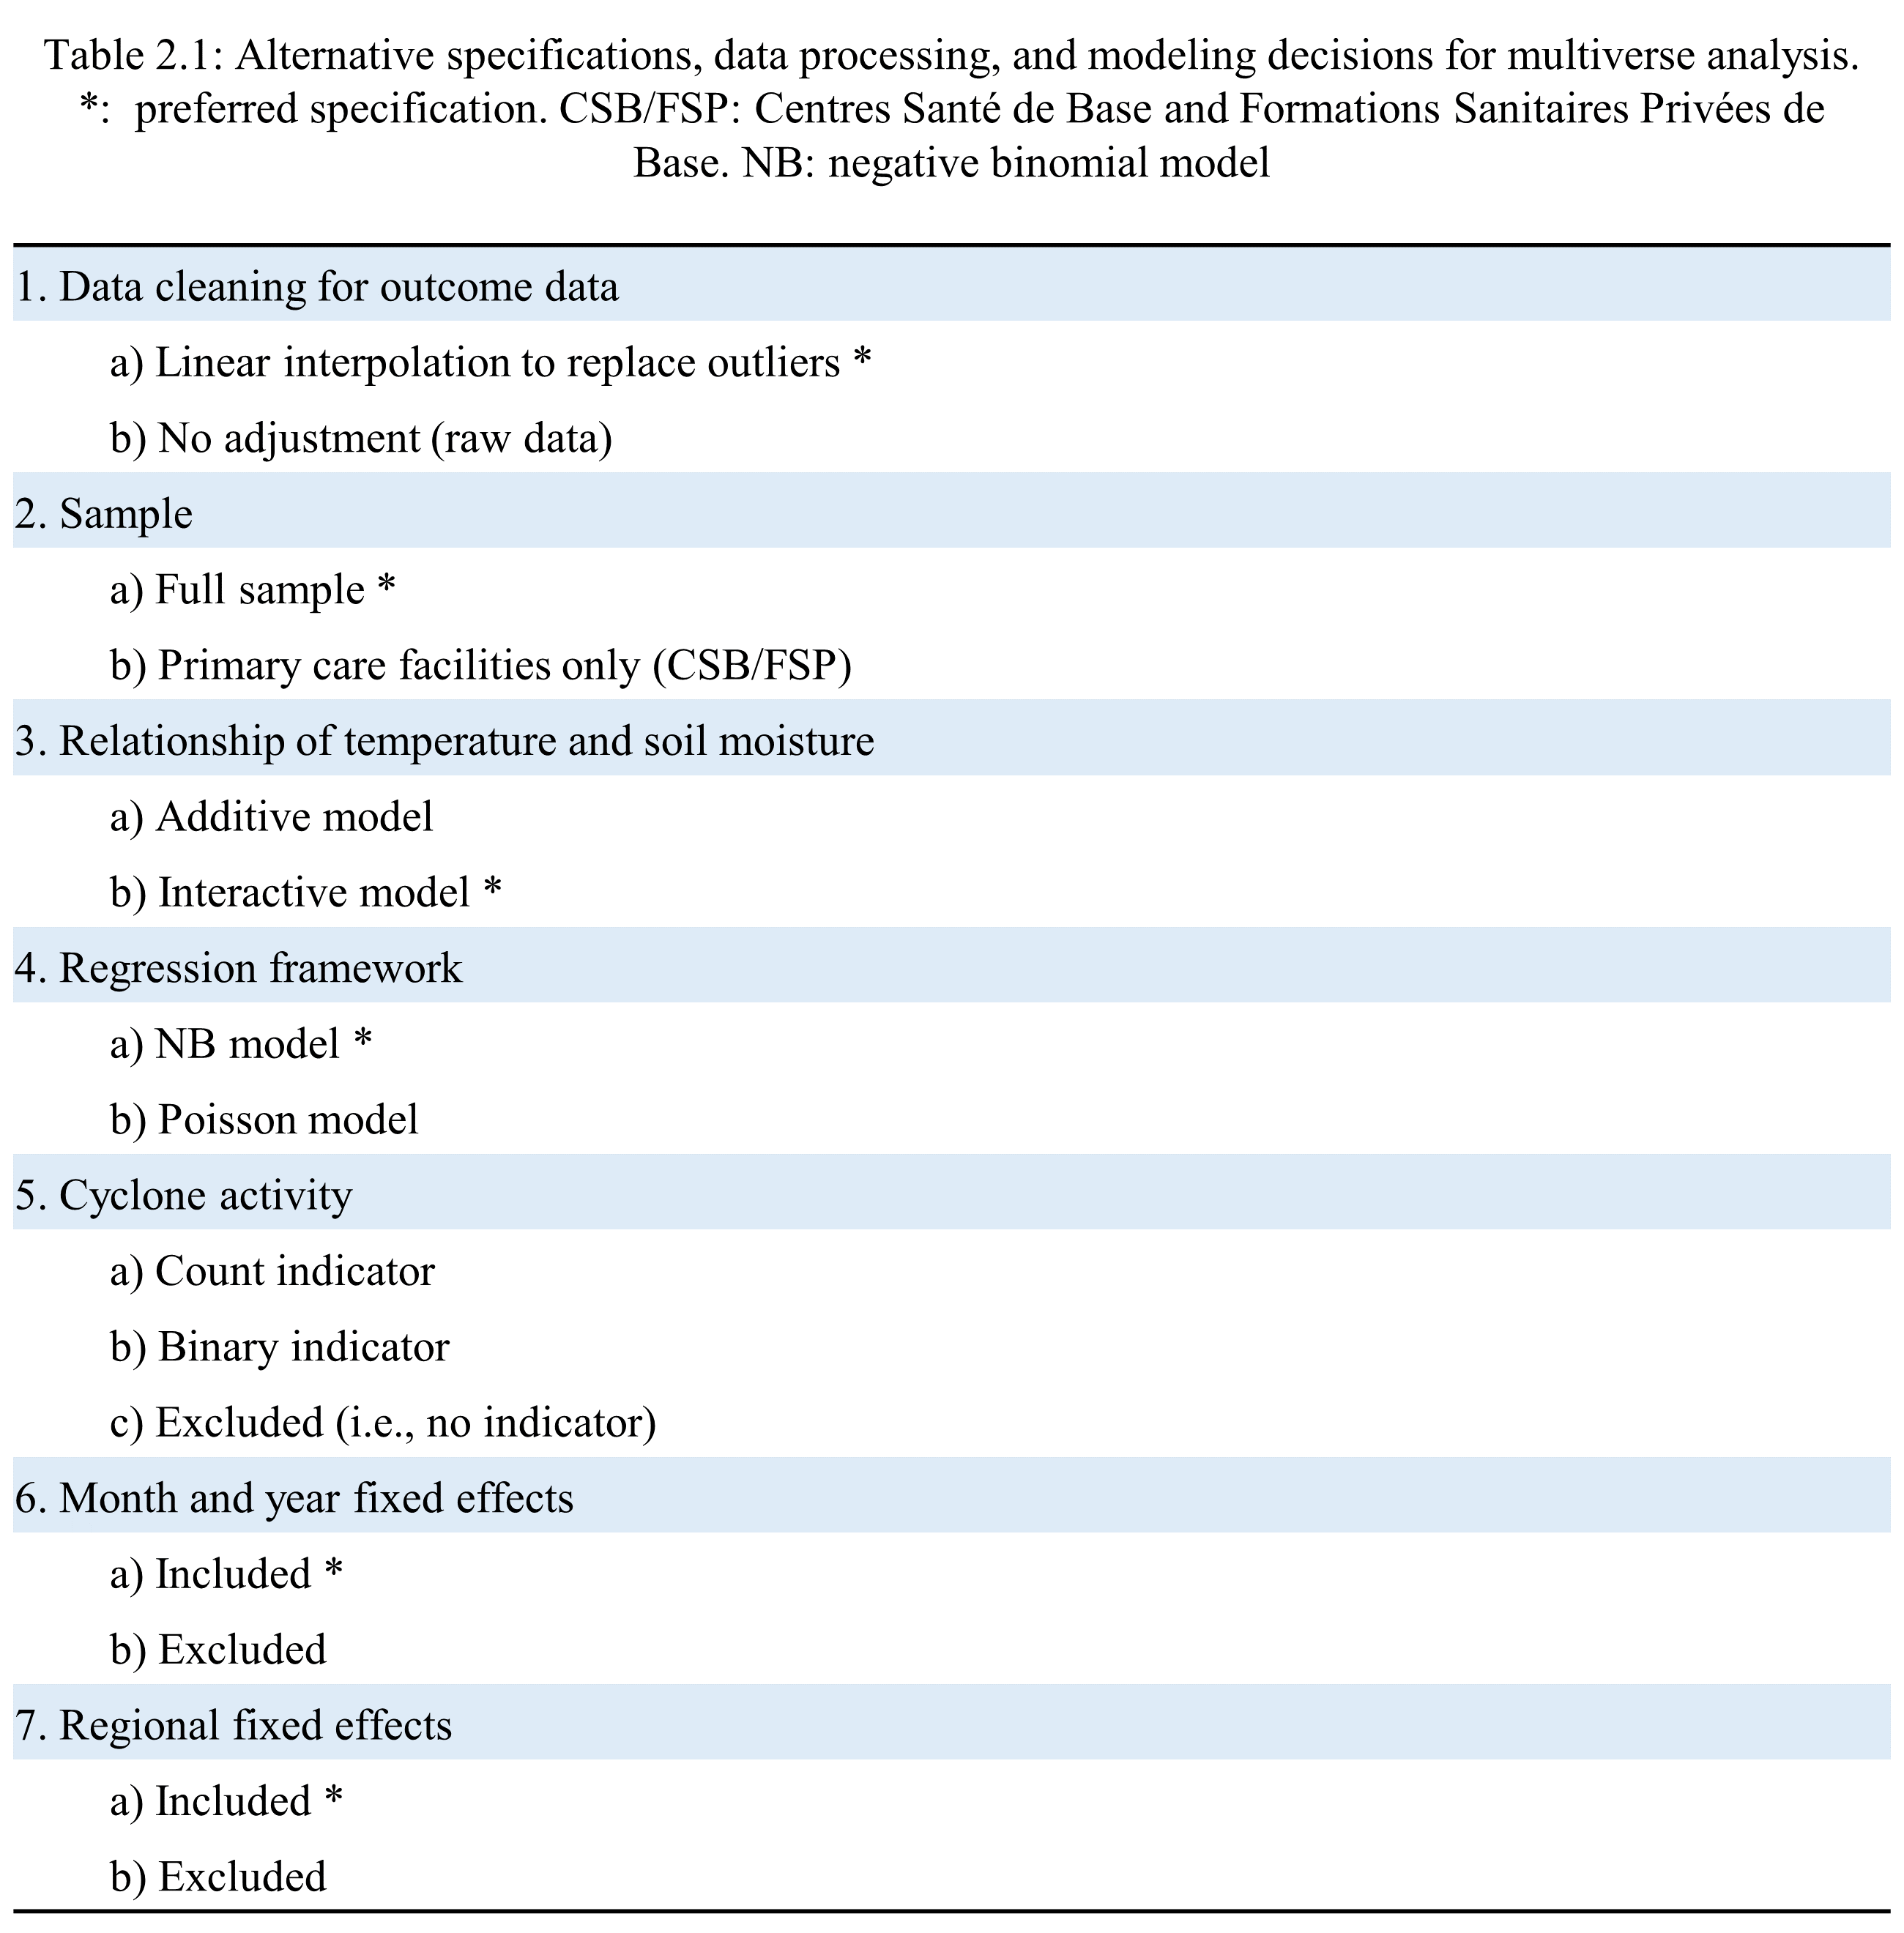 Table 2.1: Alternative specifications, data processing, and modeling decisions for multiverse analysis.
*:  preferred specification. CSB/FSP: Centres Santé de Base and Formations Sanitaires Privées de
Base. NB: negative binomial model
1. Data cleaning for outcome data
a) Linear interpolation to replace outliers *
b) No adjustment (raw data)
2. Sample
a) Full sample *
b) Primary care facilities only (CSB/FSP)
3. Relationship of temperature and soil moisture
a) Additive model
b) Interactive model *
4. Regression framework
a) NB model *
b) Poisson model
5. Cyclone activity
a) Count indicator
b) Binary indicator
c) Excluded (i.e., no indicator)
6. Month and year fixed effects
a) Included *
b) Excluded
7. Regional fixed effects
a) Included *
b) Excluded